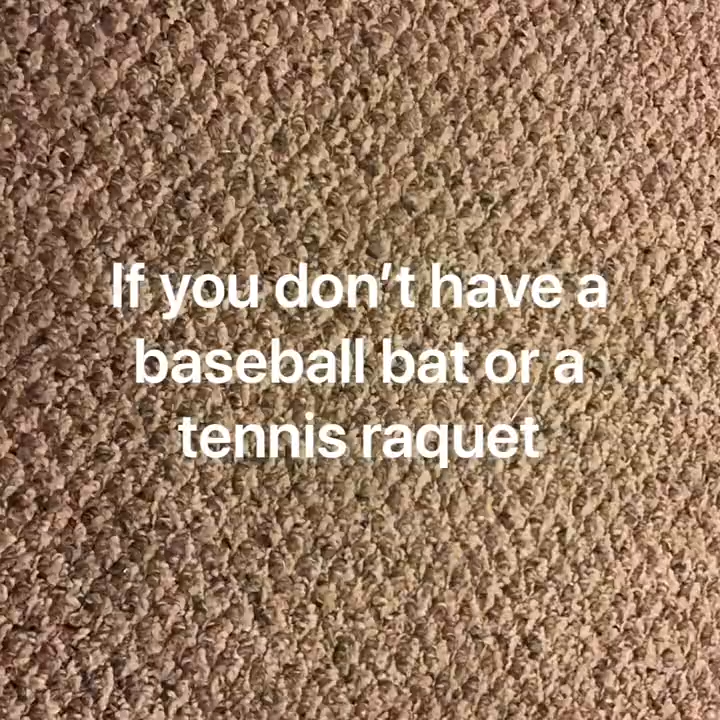 If you don’t have a
baseball bat or a
tennis raquet